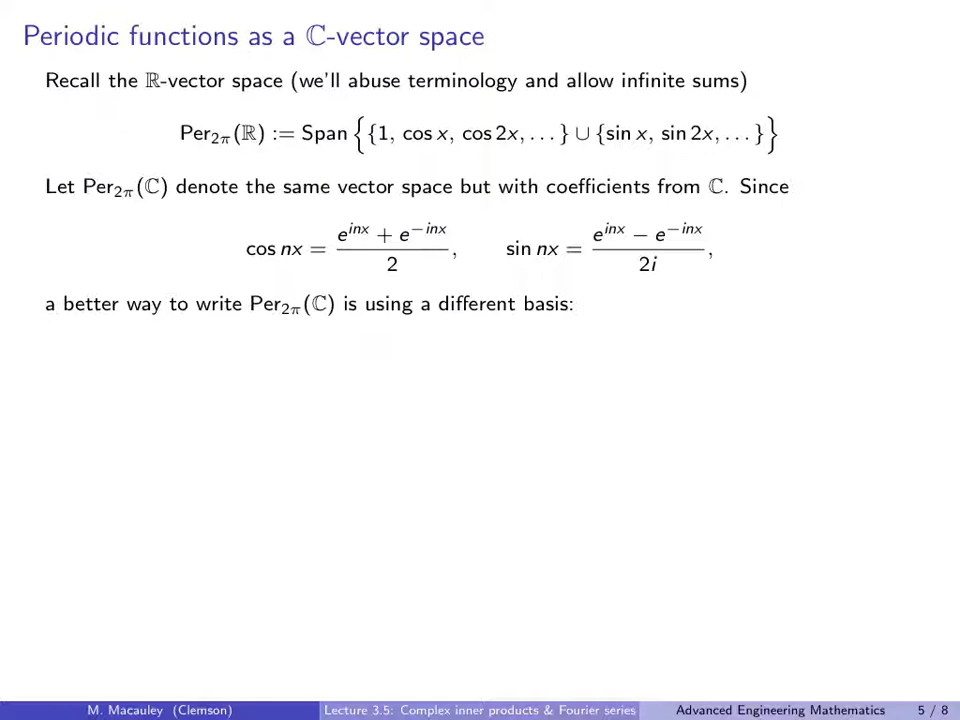 Periodic functions as a ℂ-vector space
Recall the ℝ-vector space (we'll abuse terminology and allow infinite sums)
Per₂π(ℝ) := Span { {1, cos x, cos 2x, . . . } ∪ {sin x, sin 2x, . . . } }
Let Per₂π(ℂ) denote the same vector space but with coefficients from ℂ. Since
cos nx = (e^{inx} + e^{−inx})/2, sin nx = (e^{inx} − e^{−inx})/2i,
a better way to write Per₂π(ℂ) is using a different basis:
M. Macauley (Clemson) Lecture 3.5: Complex inner products & Fourier series Advanced Engineering Mathematics 5 / 8